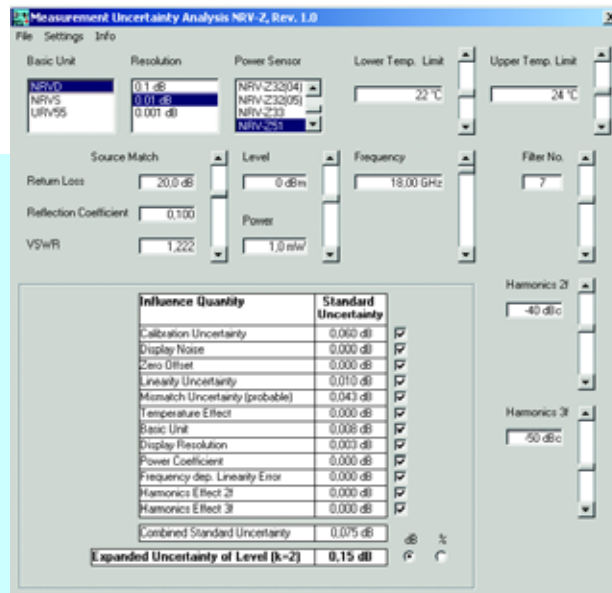 Measurement Uncertainty Analysis NRV-Z, Rev. 1.0
File Settings Info
Basic Unit
NRVD
NRVS
URV55
Resolution
0.1 dB
0.01 dB
0.001 dB
Power Sensor
NRV-Z32(04)
NRV-Z32(05)
NRV-Z33
NRV-Z51
Lower Temp. Limit
22 °C
Upper Temp. Limit
24 °C
Source Match
Return Loss 20,0 dB
Reflection Coefficient 0,100
VSWR 1,222
Level
0 dBm
Power
1,0 mW
Frequency
18,00 GHz
Filter No.
7
Harmonics 2f
-40 dBc
Harmonics 3f
-50 dBc
Influence Quantity Standard Uncertainty
Calibration Uncertainty 0,060 dB
Display Noise 0,000 dB
Zero Offset 0,000 dB
Linearity Uncertainty 0,010 dB
Mismatch Uncertainty (probable) 0,043 dB
Temperature Effect 0,000 dB
Basic Unit 0,008 dB
Display Resolution 0,003 dB
Power Coefficient 0,000 dB
Frequency dep. Linearity Error 0,000 dB
Harmonics Effect 2f 0,000 dB
Harmonics Effect 3f 0,000 dB
Combined Standard Uncertainty 0,075 dB
dB %
Expanded Uncertainty of Level (k=2) 0,15 dB